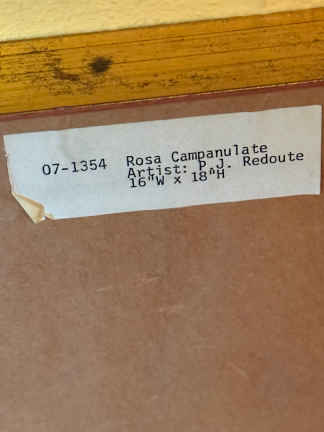 07-1354 Rosa Campanulate
Artist: P.J. Redoute
16"W x 18"H